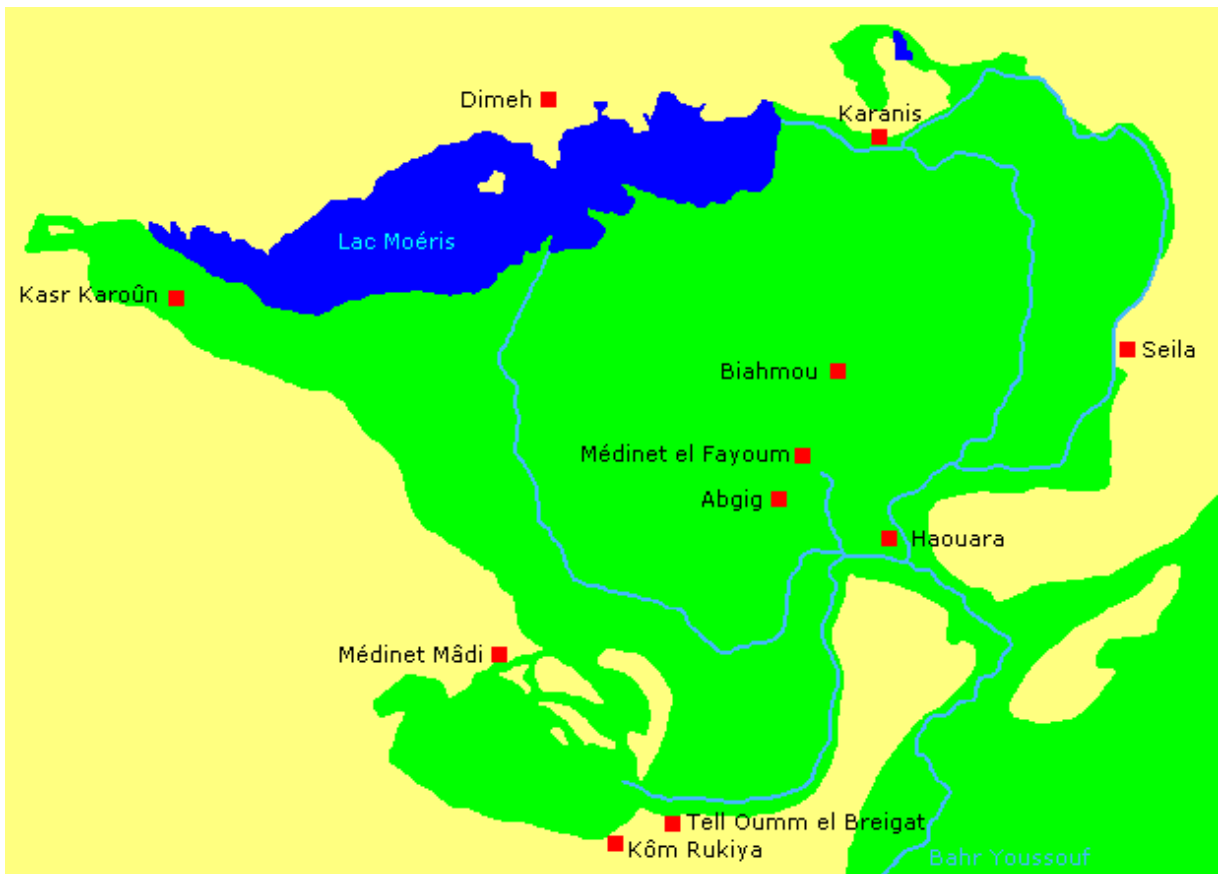 Dimeh
Karanis
Lac Moéris
Kasr Karoûn
Seila
Biahmou
Médinet el Fayoum
Abgig
Haouara
Médinet Mâdi
Tell Oumm el Breigat
Kôm Rukiya
Bahr Youssouf